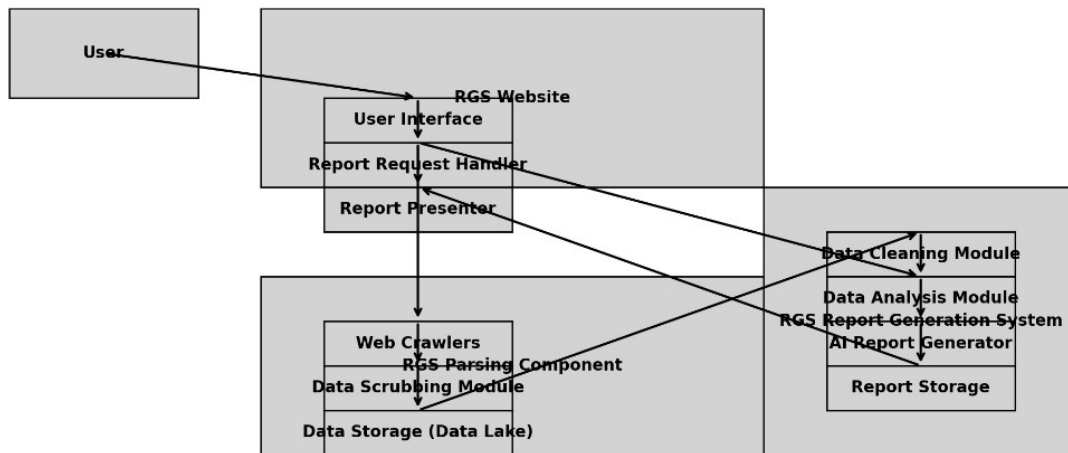 User
RGS Website
User Interface
Report Request Handler
Report Presenter
Data Cleaning Module
Data Analysis Module
RGS Report Generation System
AI Report Generator
Report Storage
Web Crawlers
RGS Parsing Component
Data Scrubbing Module
Data Storage (Data Lake)